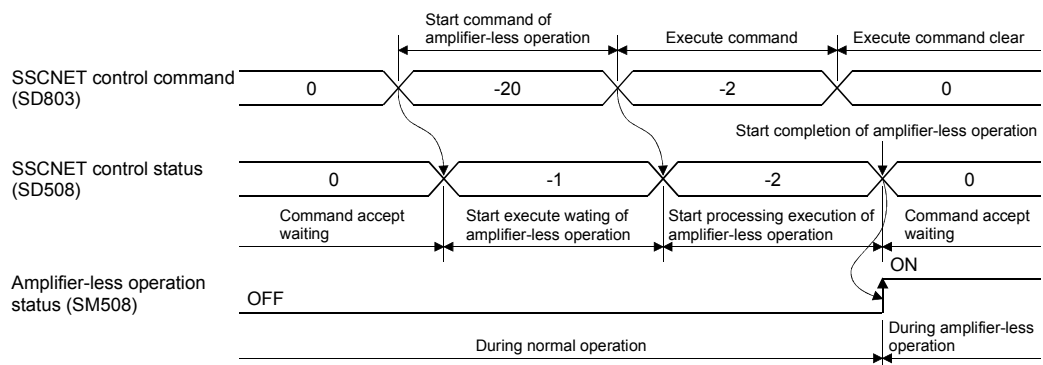 Start command of
amplifier-less operation
Execute command
Execute command clear
SSCNET control command
(SD803)
0
-20
-2
0
Start completion of amplifier-less operation
SSCNET control status
(SD508)
0
-1
-2
0
Command accept
waiting
Start execute wating of
amplifier-less operation
Start processing execution of
amplifier-less operation
Command accept
waiting
Amplifier-less operation
status (SM508)
OFF
ON
During normal operation
During amplifier-less
operation